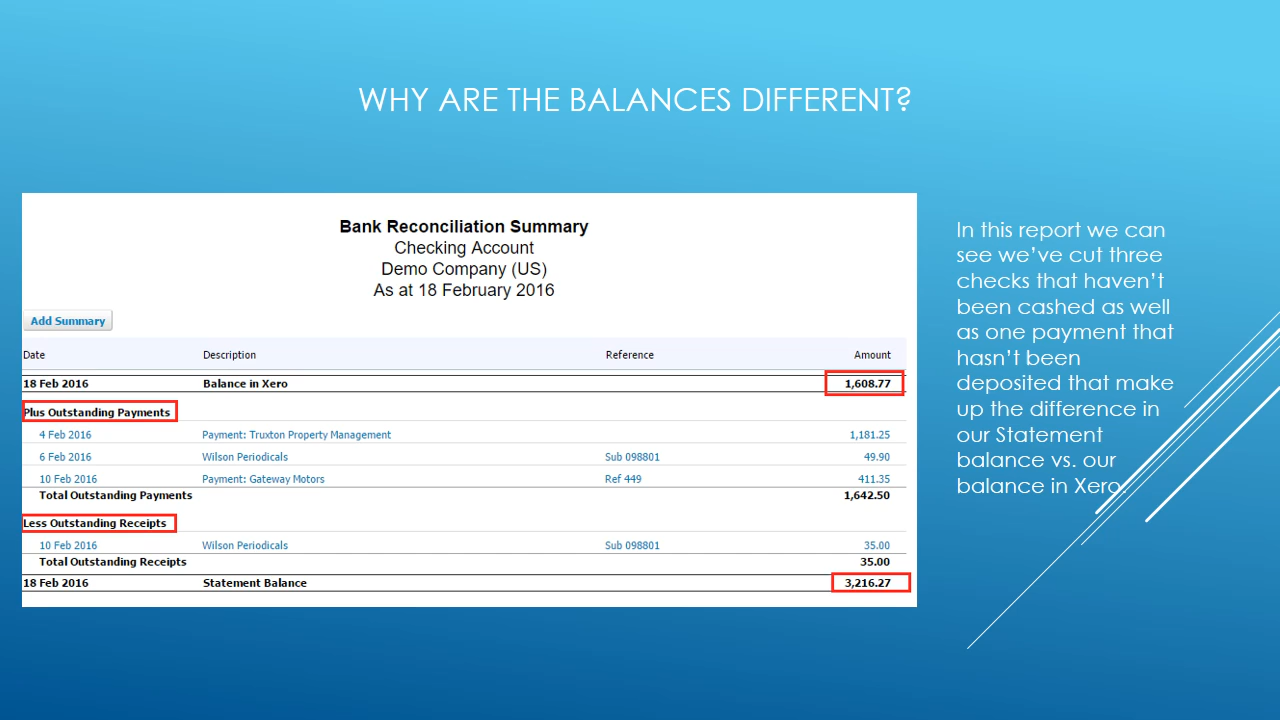 WHY ARE THE BALANCES DIFFERENT?
Bank Reconciliation Summary
Checking Account
Demo Company (US)
As at 18 February 2016
Add Summary
Date Description Reference Amount
18 Feb 2016 Balance in Xero 1,608.77
Plus Outstanding Payments
4 Feb 2016 Payment: Truxton Property Management 1,181.25
6 Feb 2016 Wilson Periodicals Sub 098801 49.90
10 Feb 2016 Payment: Gateway Motors Ref 449 411.35
Total Outstanding Payments 1,642.50
Less Outstanding Receipts
10 Feb 2016 Wilson Periodicals Sub 098801 35.00
Total Outstanding Receipts 35.00
18 Feb 2016 Statement Balance 3,216.27
In this report we can
see we’ve cut three
checks that haven’t
been cashed as well
as one payment that
hasn’t been
deposited that make
up the difference in
our Statement
balance vs. our
balance in Xero.